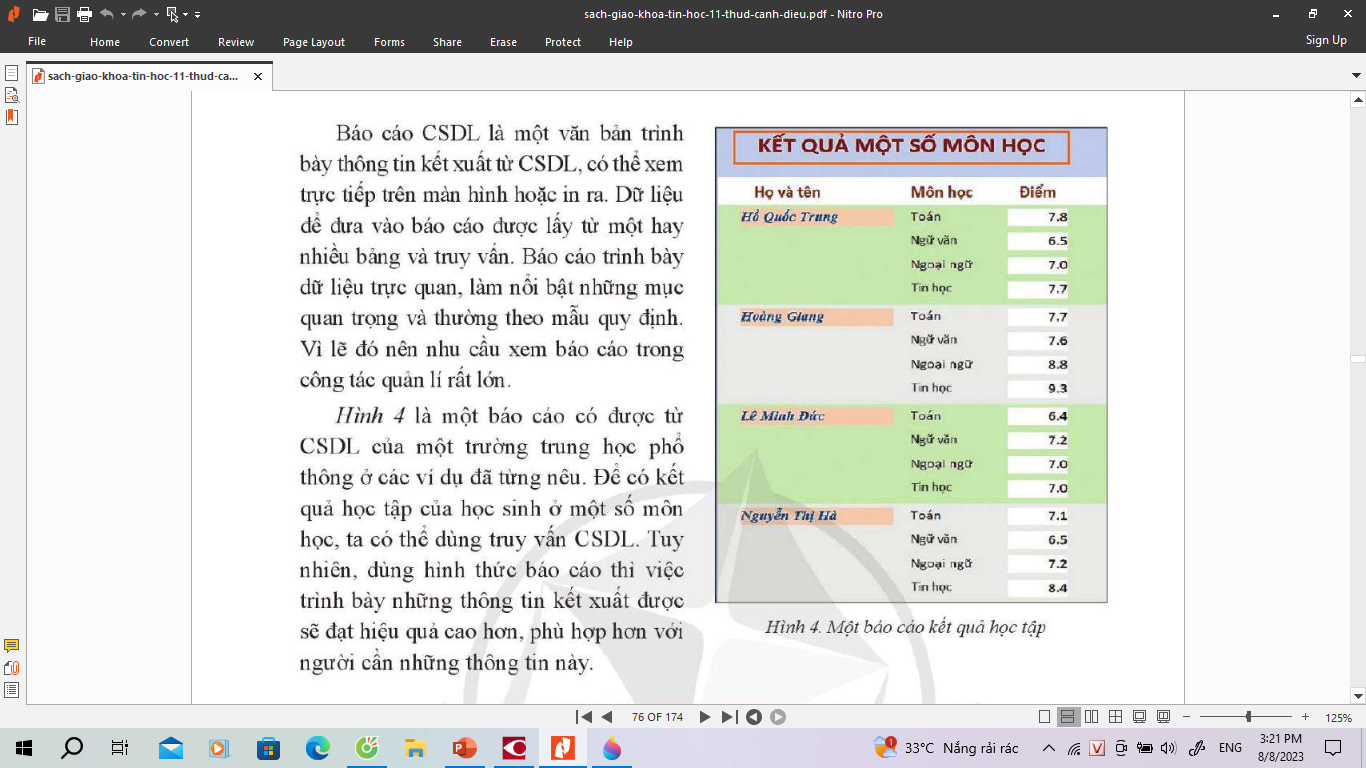 sach-giao-khoa-tin-hoc-11-thud-canh-dieu.pdf - Nitro Pro
File Home Convert Review Page Layout Forms Share Erase Protect Help Sign Up
sach-giao-khoa-tin-hoc-11-thud-ca...
Báo cáo CSDL là một văn bản trình
bày thông tin kết xuất từ CSDL, có thể xem
trực tiếp trên màn hình hoặc in ra. Dữ liệu
để đưa vào báo cáo được lấy từ một hay
nhiều bảng và truy vấn. Báo cáo trình bày
dữ liệu trực quan, làm nổi bật những mục
quan trọng và thường theo mẫu quy định.
Vì lẽ đó nên nhu cầu xem báo cáo trong
công tác quản lí rất lớn.
Hình 4 là một báo cáo có được từ
CSDL của một trường trung học phổ
thông ở các ví dụ đã từng nêu. Để có kết
quả học tập của học sinh ở một số môn
học, ta có thể dùng truy vấn CSDL. Tuy
nhiên, dùng hình thức báo cáo thì việc
trình bày những thông tin kết xuất được
sẽ đạt hiệu quả cao hơn, phù hợp hơn với
người cần những thông tin này.
KẾT QUẢ MỘT SỐ MÔN HỌC
Họ và tên Môn học Điểm
Hồ Quốc Trung Toán 7.8
Ngữ văn 6.5
Ngoại ngữ 7.0
Tin học 7.7
Hoàng Giang Toán 7.7
Ngữ văn 7.6
Ngoại ngữ 8.8
Tin học 9.3
Lê Minh Đức Toán 6.4
Ngữ văn 7.2
Ngoại ngữ 7.0
Tin học 7.0
Nguyễn Thị Hà Toán 7.1
Ngữ văn 6.5
Ngoại ngữ 7.2
Tin học 8.4
Hình 4. Một báo cáo kết quả học tập
76 OF 174
125%
33°C Nắng rải rác
ENG
3:21 PM
8/8/2023